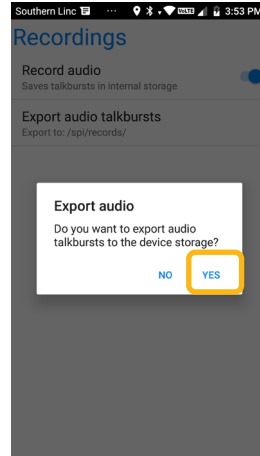 Southern Linc ... VoLTE 3:53 PM
Recordings
Record audio
Saves talkbursts in internal storage
Export audio talkbursts
Export to: /spi/records/
Export audio
Do you want to export audio
talkbursts to the device storage?
NO YES